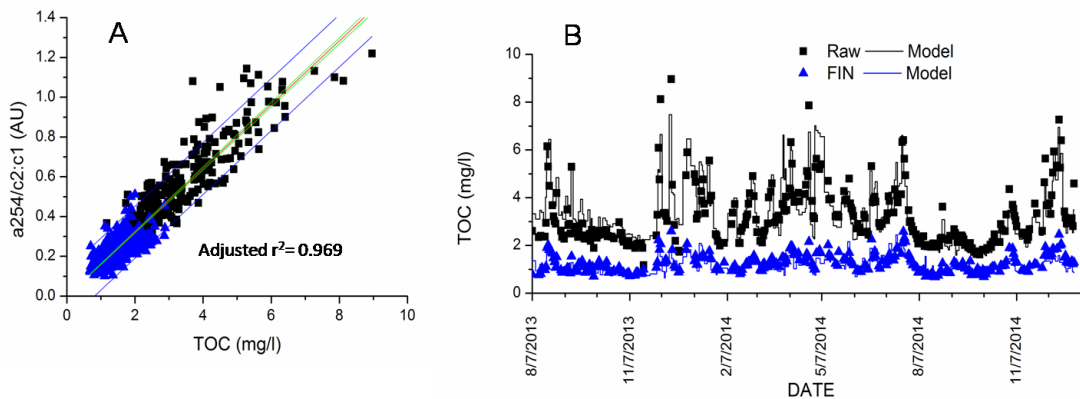 A
1.4
1.2
1.0
0.8
0.6
0.4
0.2
0.0
a254/c2:c1 (AU)
Adjusted r²= 0.969
0 2 4 6 8 10
TOC (mg/l)
B
Raw Model
FIN Model
10
8
6
4
2
0
TOC (mg/l)
8/7/2013 11/7/2013 2/7/2014 5/7/2014 8/7/2014 11/7/2014
DATE